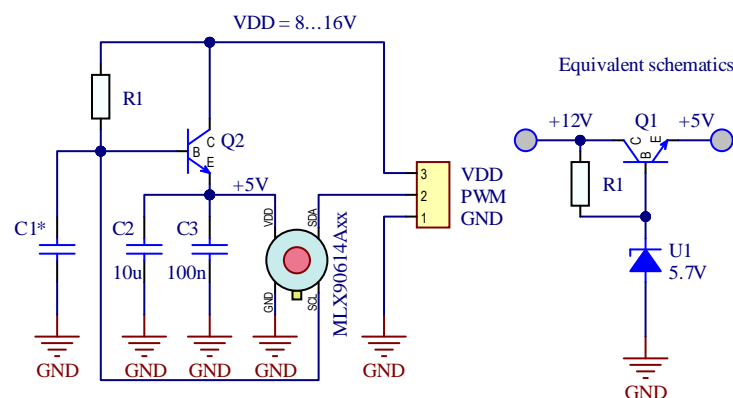 VDD = 8...16V
Equivalent schematics
R1
Q2
C
B
E
+12V
Q1
+5V
C
E
B
+5V
3
VDD
2
PWM
1
GND
R1
VDD
SDA
C1*
C2
C3
10u
100n
GND
SCL
MLX90614Axx
U1
5.7V
GND
GND
GND
GND
GND
GND